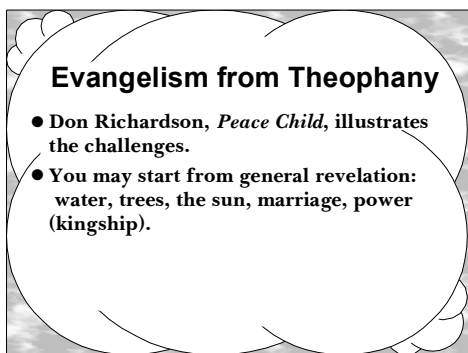 Evangelism from Theophany
● Don Richardson, Peace Child, illustrates
the challenges.
● You may start from general revelation:
water, trees, the sun, marriage, power
(kingship).